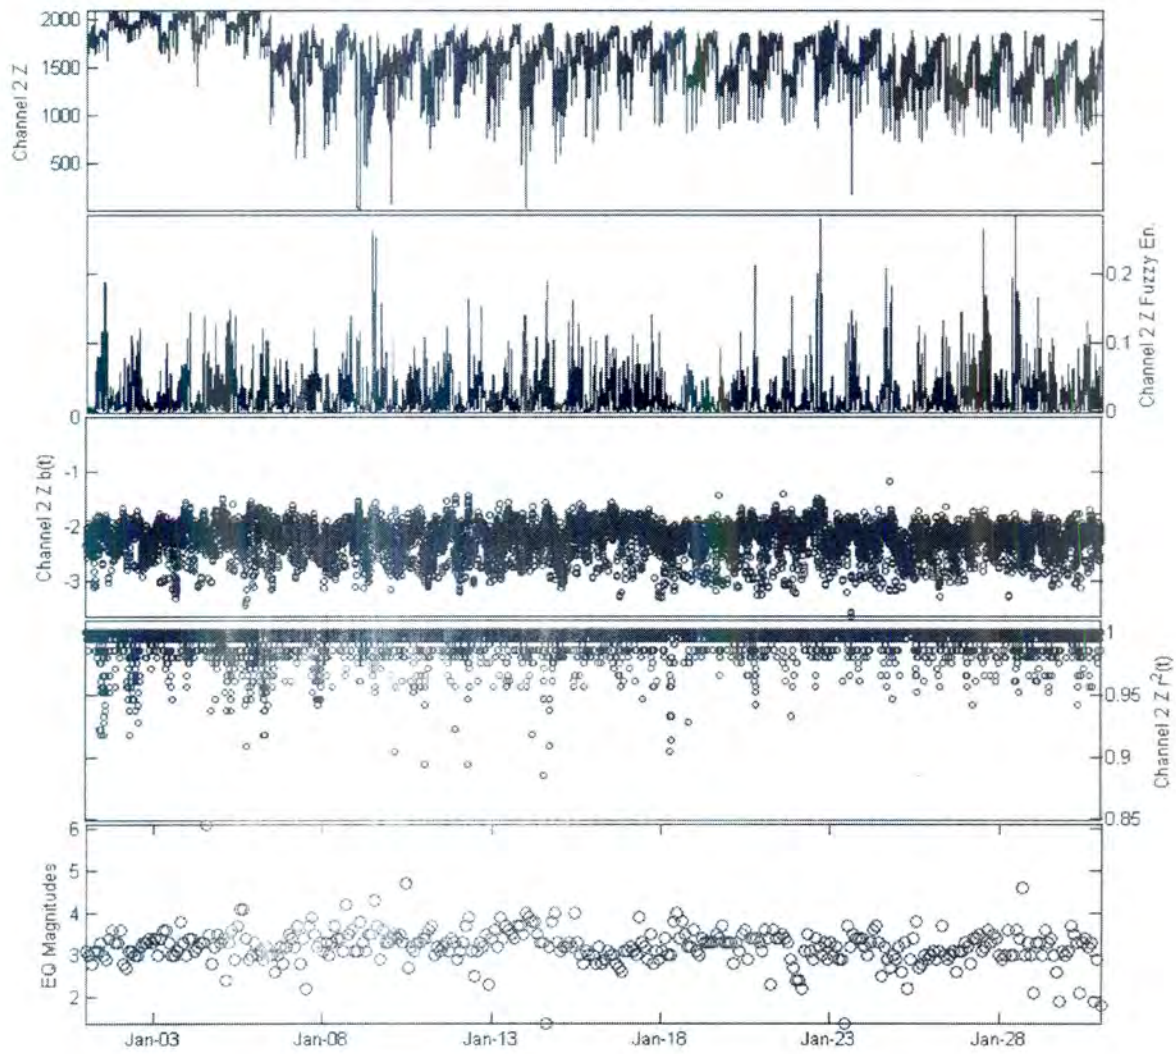 2000
1500
1000
500
Channel 2 Z
0.2
0.1
0
Channel 2 Z Fuzzy En.
0
-1
-2
-3
Channel 2 Z b(t)
1
0.95
0.9
0.85
Channel 2 Z r²(t)
6
5
4
3
2
EQ Magnitudes
Jan-03
Jan-08
Jan-13
Jan-18
Jan-23
Jan-28